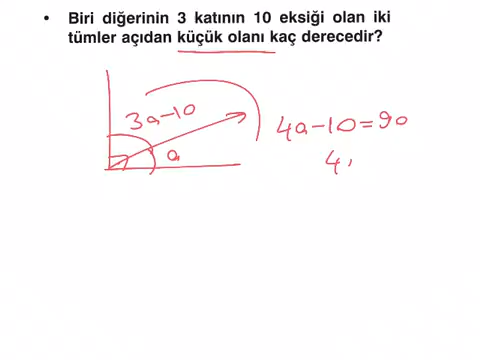 • Biri diğerinin 3 katının 10 eksiği olan iki
tümler açıdan küçük olanı kaç derecedir?
3a-10
a
4a-10=90
4